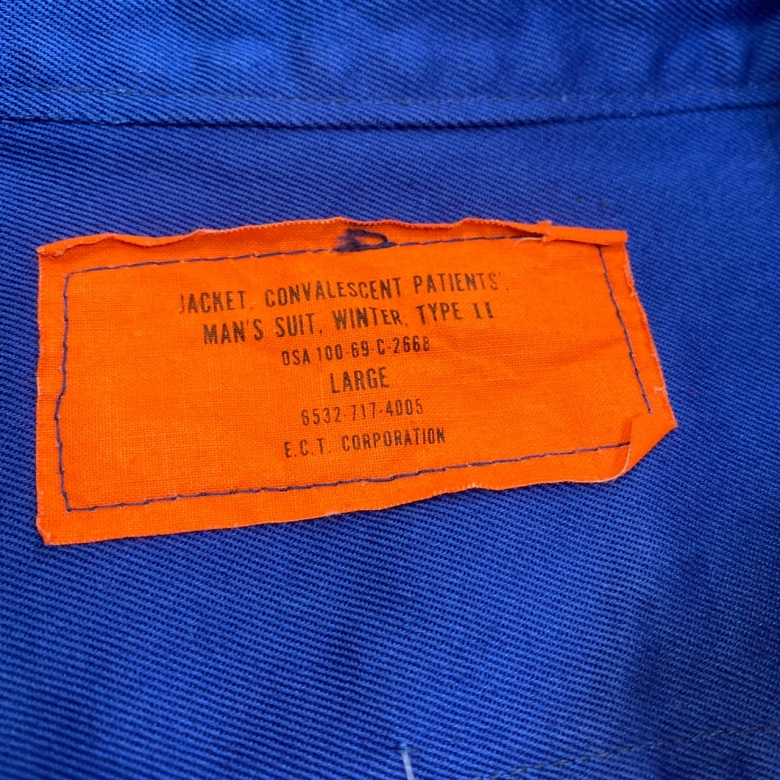 JACKET, CONVALESCENT PATIENTS',
MAN'S SUIT, WINTER, TYPE II
DSA 100-69-C-2668
LARGE
6532-717-4005
E.C.T. CORPORATION